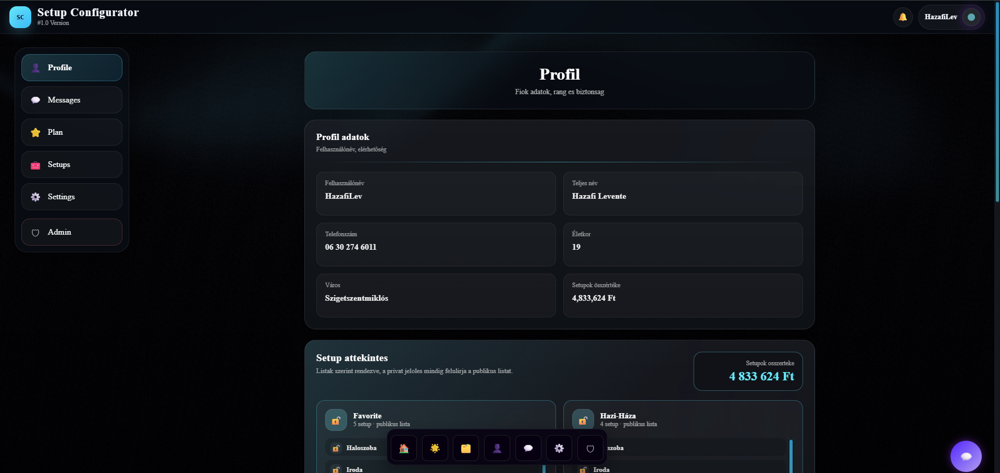 SC
Setup Configurator
#1.0 Version
HazafiLev
Profile
Messages
Plan
Setups
Settings
Admin
Profil
Fiok adatok, rang es biztonsag
Profil adatok
Felhasználónév, elérhetőség
Felhasználónév
HazafiLev
Teljes név
Hazafi Levente
Telefonszám
06 30 274 6011
Életkor
19
Város
Szigetszentmiklós
Setupok összértéke
4,833,624 Ft
Setup attekintes
Listak szerint rendezve, a privat jeloles mindig felulirja a publikus listat.
Setupok osszerteke
4 833 624 Ft
Favorite
5 setup · publikus lista
Haloszoba
Iroda
Hazi-Háza
4 setup · publikus lista
szoba
Iroda